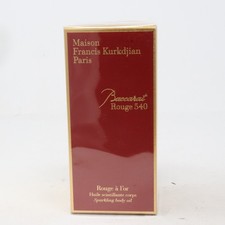 Maison
Francis Kurkdjian
Paris
Baccarat
Rouge 540
Rouge à l'or
Huile scintillante corps
Sparkling body oil